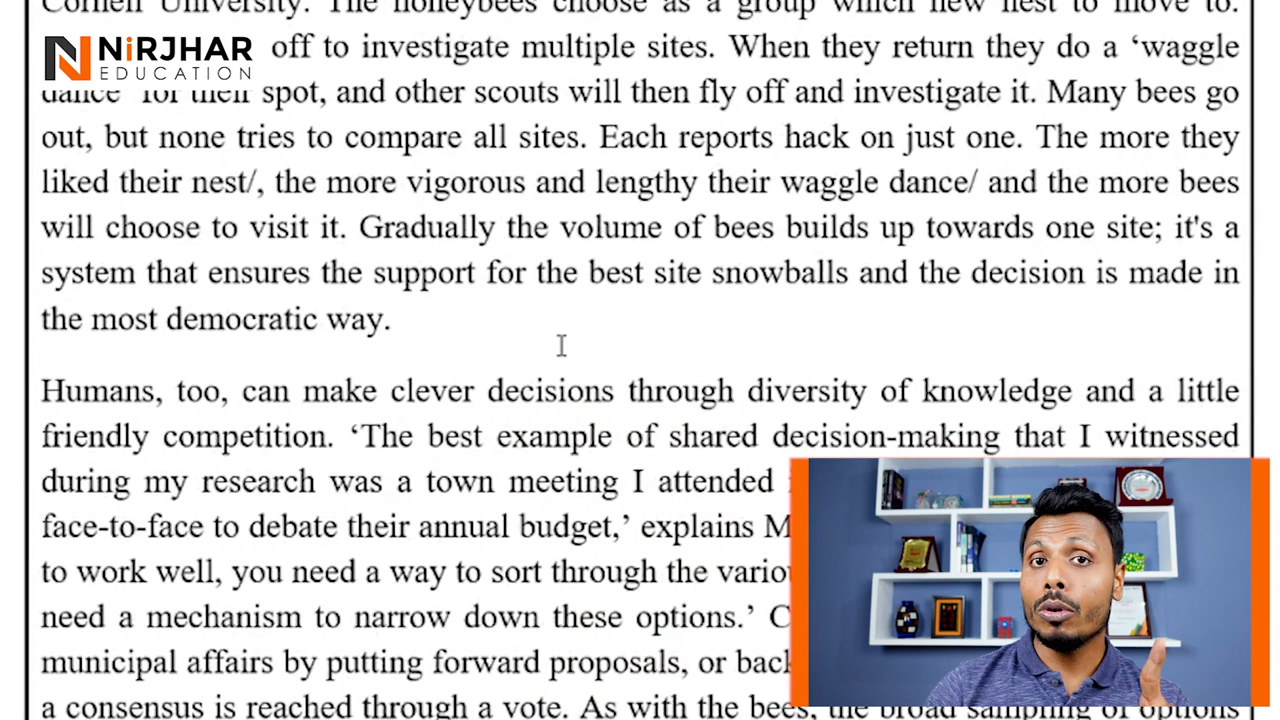 Cornell University. The honeybees choose as a group which new nest to move to.
NiRJHAR
EDUCATION
off to investigate multiple sites. When they return they do a ‘waggle
dance’ for their spot, and other scouts will then fly off and investigate it. Many bees go
out, but none tries to compare all sites. Each reports hack on just one. The more they
liked their nest/, the more vigorous and lengthy their waggle dance/ and the more bees
will choose to visit it. Gradually the volume of bees builds up towards one site; it's a
system that ensures the support for the best site snowballs and the decision is made in
the most democratic way.
Humans, too, can make clever decisions through diversity of knowledge and a little
friendly competition. ‘The best example of shared decision-making that I witnessed
during my research was a town meeting I attended
face-to-face to debate their annual budget,’ explains
to work well, you need a way to sort through the
need a mechanism to narrow down these options.’
municipal affairs by putting forward proposals, or
a consensus is reached through a vote. As with the bees, the broad sampling of options